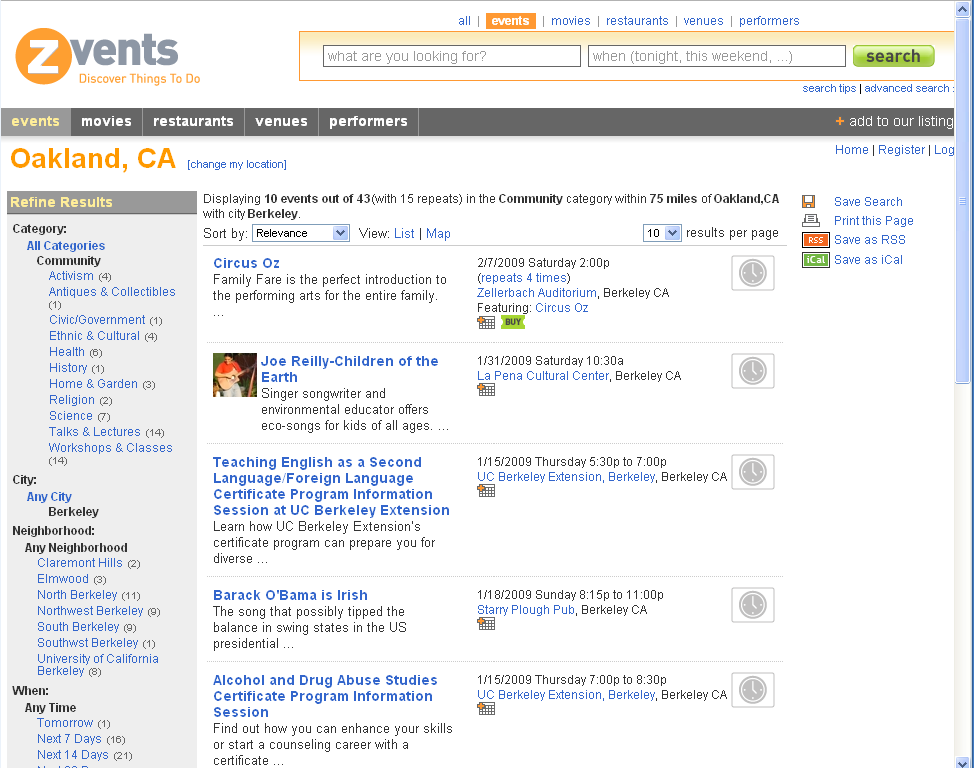 all | events | movies | restaurants | venues | performers
Zvents
Discover Things To Do
what are you looking for?
when (tonight, this weekend, ...)
search
search tips | advanced search :
events movies restaurants venues performers
+ add to our listing
Oakland, CA [change my location]
Home | Register | Log
Refine Results
Category:
All Categories
Community
Activism (4)
Antiques & Collectibles
(1)
Civic/Government (1)
Ethnic & Cultural (4)
Health (6)
History (1)
Home & Garden (3)
Religion (2)
Science (7)
Talks & Lectures (14)
Workshops & Classes
(14)
City:
Any City
Berkeley
Neighborhood:
Any Neighborhood
Claremont Hills (2)
Elmwood (3)
North Berkeley (11)
Northwest Berkeley (9)
South Berkeley (9)
Southwst Berkeley (1)
University of California
Berkeley (8)
When:
Any Time
Tomorrow (1)
Next 7 Days (16)
Next 14 Days (21)
Displaying 10 events out of 43(with 15 repeats) in the Community category within 75 miles of Oakland,CA
with city Berkeley.
Sort by: Relevance View: List | Map
10 results per page
Circus Oz
Family Fare is the perfect introduction to
the performing arts for the entire family.
...
2/7/2009 Saturday 2:00p
(repeats 4 times)
Zellerbach Auditorium, Berkeley CA
Featuring: Circus Oz
BUY
Joe Reilly-Children of the
Earth
Singer songwriter and
environmental educator offers
eco-songs for kids of all ages. ...
1/31/2009 Saturday 10:30a
La Pena Cultural Center, Berkeley CA
Teaching English as a Second
Language/Foreign Language
Certificate Program Information
Session at UC Berkeley Extension
Learn how UC Berkeley Extension's
certificate program can prepare you for
diverse ...
1/15/2009 Thursday 5:30p to 7:00p
UC Berkeley Extension, Berkeley, Berkeley CA
Barack O'Bama is Irish
The song that possibly tipped the
balance in swing states in the US
presidential ...
1/18/2009 Sunday 8:15p to 11:00p
Starry Plough Pub, Berkeley CA
Alcohol and Drug Abuse Studies
Certificate Program Information
Session
Find out how you can enhance your skills
or start a counseling career with a
certificate ...
1/15/2009 Thursday 7:00p to 8:30p
UC Berkeley Extension, Berkeley, Berkeley CA
Save Search
Print this Page
RSS Save as RSS
iCal Save as iCal